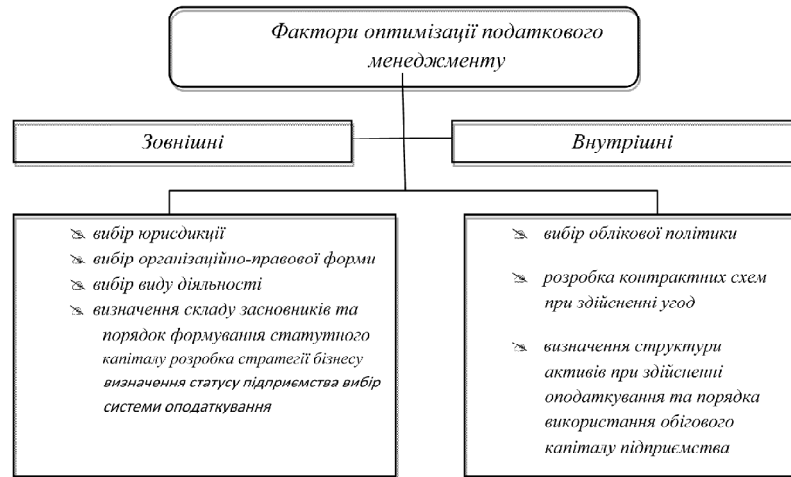 Фактори оптимізації податкового
менеджменту
Зовнішні
Внутрішні
вибір юрисдикції
вибір організаційно-правової форми
вибір виду діяльності
визначення складу засновників та
порядок формування статутного
капіталу розробка стратегії бізнесу
визначення статусу підприємства вибір
системи оподаткування
вибір облікової політики
розробка контрактних схем
при здійсненні угод
визначення структури
активів при здійсненні
оподаткування та порядка
використання обігового
капіталу підприємства